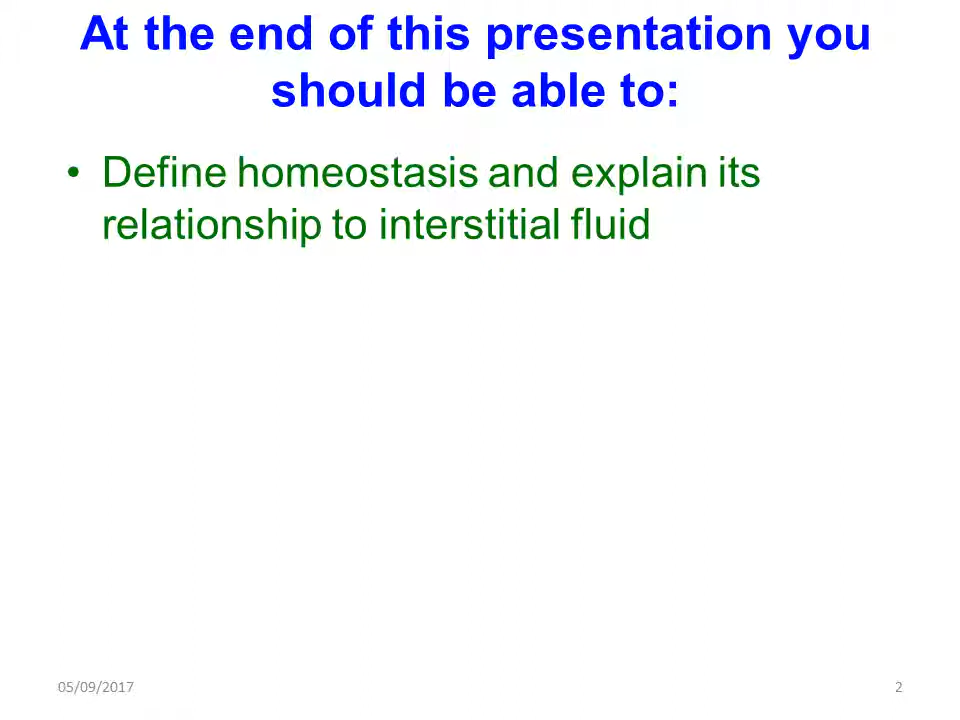 At the end of this presentation you
should be able to:
• Define homeostasis and explain its
relationship to interstitial fluid
05/09/2017
2